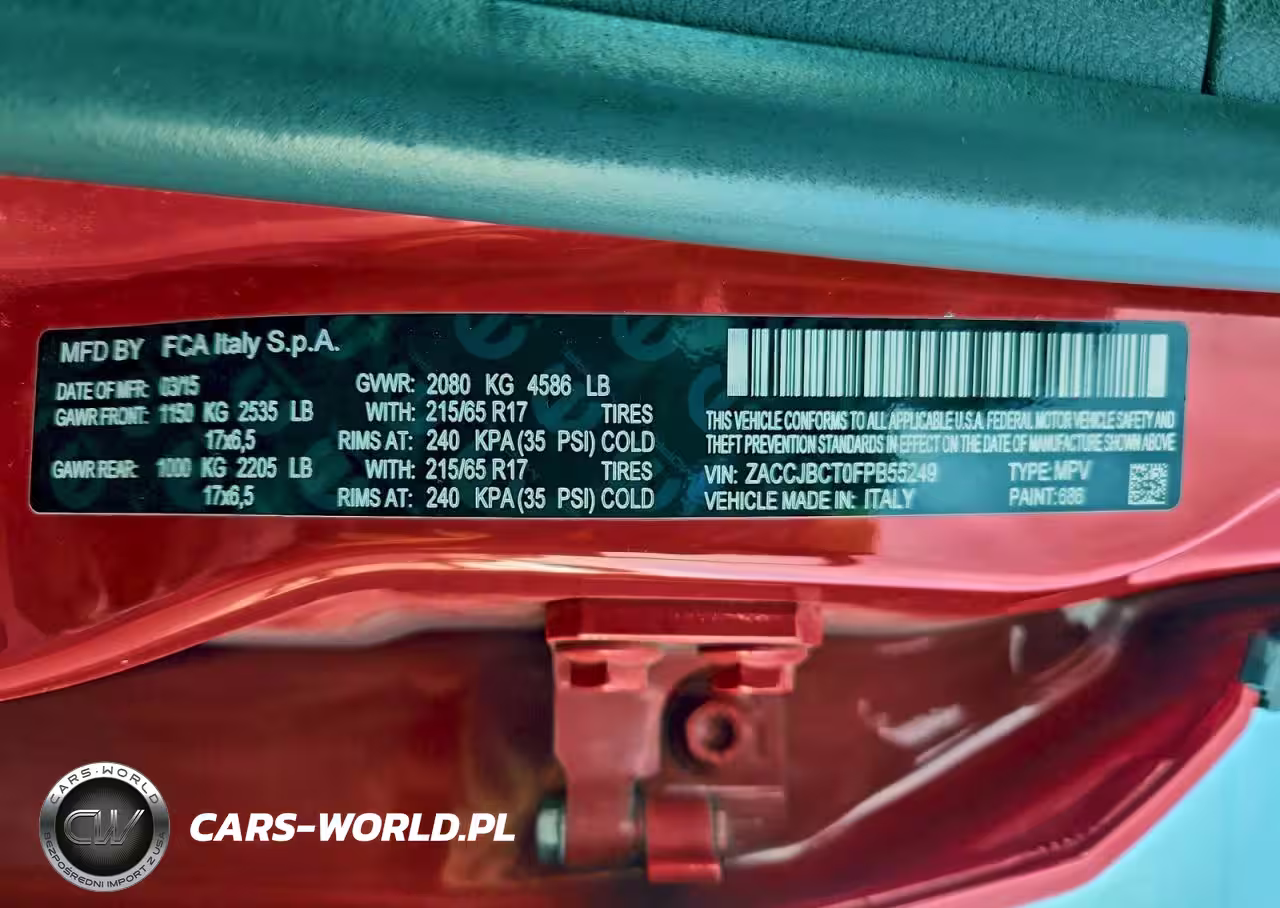 MFD BY FCA Italy S.p.A.
DATE OF MFR: 03/15 GVWR: 2080 KG 4586 LB
GAWR FRONT: 1150 KG 2535 LB WITH: 215/65 R17 TIRES
17x6,5 RIMS AT: 240 KPA (35 PSI) COLD
GAWR REAR: 1000 KG 2205 LB WITH: 215/65 R17 TIRES
17x6,5 RIMS AT: 240 KPA (35 PSI) COLD
THIS VEHICLE CONFORMS TO ALL APPLICABLE U.S.A. FEDERAL MOTOR VEHICLE SAFETY AND
THEFT PREVENTION STANDARDS IN EFFECT ON THE DATE OF MANUFACTURE SHOWN ABOVE
VIN: ZACCJBCT0FPB55249 TYPE: MPV
VEHICLE MADE IN: ITALY PAINT: 686
CARS-WORLD
CW
BEZPOŚREDNI IMPORT Z USA
CARS-WORLD.PL